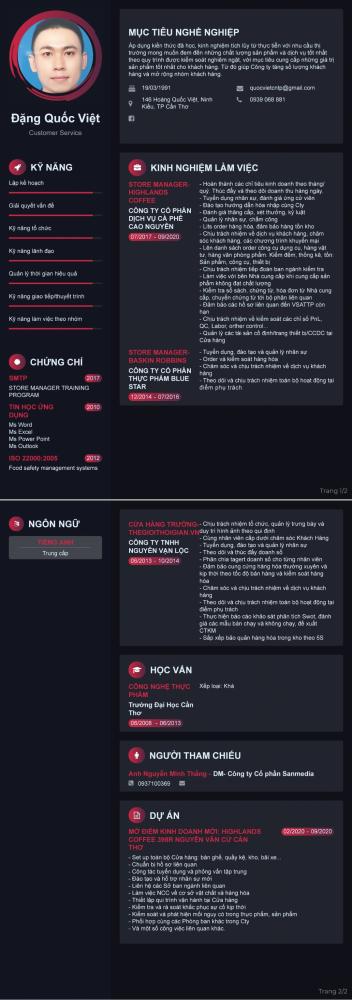 Đặng Quốc Việt
Customer Service
KỸ NĂNG
Lập kế hoạch
Giải quyết vấn đề
Kỹ năng tổ chức
Kỹ năng lãnh đạo
Quản lý thời gian hiệu quả
Kỹ năng giao tiếp/thuyết trình
Kỹ năng làm việc theo nhóm
CHỨNG CHỈ
SMTP 2017
STORE MANAGER TRAINING
PROGRAM
TIN HỌC ỨNG 2010
DỤNG
Ms Word
Ms Excel
Ms Power Point
Ms Outlook
ISO 22000:2005 2012
Food safety management systems
MỤC TIÊU NGHỀ NGHIỆP
Áp dụng kiến thức đã học, kinh nghiệm tích lũy từ thực tiễn với nhu cầu thị
trường mong muốn đem đến những chất lượng sản phẩm và dịch vụ tốt nhất
theo quy trình được kiểm soát nghiêm ngặt, với mục tiêu cung cấp những giá trị
sản phẩm tốt nhất cho khách hàng. Từ đó giúp Công ty tăng số lượng khách
hàng và mở rộng nhóm khách hàng.
19/03/1991
quocvietcntp@gmail.com
146 Hoàng Quốc Việt, Ninh
Kiều, TP Cần Thơ
0939 068 881
KINH NGHIỆM LÀM VIỆC
STORE MANAGER-
HIGHLANDS
COFFEE
CÔNG TY CỔ PHẦN
DỊCH VỤ CÀ PHÊ
CAO NGUYÊN
07/2017 - 09/2020
- Hoàn thành các chỉ tiêu kinh doanh theo tháng/
quý. Thúc đẩy và theo dõi doanh thu hàng ngày.
- Tuyển dụng nhân sự, đánh giá ứng cử viên
- Đào tạo hướng dẫn hòa nhập cùng Cty
- Đánh giá thăng cấp, xét thưởng, kỷ luật
- Quản lý nhân sự, chấm công
- Lits order hàng hóa, đảm bảo hàng tồn kho
- Chịu trách nhiệm về dịch vụ khách hàng, chăm
sóc khách hàng, các chương trình khuyến mại
- Lên danh sách order công cụ dụng cụ, hàng vật
tư, hàng văn phòng phẩm. Kiểm đếm, thống kê, tồn:
Sản phẩm, công cụ, thiết bị
- Chịu trách nhiệm tiếp đoàn ban ngành kiểm tra
- Làm việc với bên Nhà cung cấp khi cung cấp sản
phẩm không đạt chất lượng
- Kiểm tra sổ sách, chứng từ, hóa đơn từ Nhà cung
cấp, chuyển chứng từ tới bộ phận liên quan
- Đảm bảo các hồ sơ liên quan đến VSATTP còn
hạn
- Chịu trách nhiệm về kiểm soát các chỉ số PnL,
QC, Labor, orther control..
- Quản lý các tài sản cố định/trang thiết bị/CCDC tại
Cửa hàng
STORE MANAGER-
BASKIN ROBBINS
CÔNG TY CỔ PHẦN
THỰC PHẨM BLUE
STAR
12/2014 - 07/2016
- Tuyển dụng, đào tạo và quản lý nhân sự
- Order và kiểm soát hàng hóa
- Chăm sóc và chịu trách nhiệm về dịch vụ khách
hàng
- Theo dõi và chịu trách nhiệm toàn bộ hoạt động tại
điểm phụ trách
Trang 1/2
NGÔN NGỮ
TIẾNG ANH
Trung cấp
CỬA HÀNG TRƯỞNG-
THEGIOITHOIGIAN.VN
CÔNG TY TNHH
NGUYÊN VẠN LỘC
06/2013 - 10/2014
- Chịu trách nhiệm tổ chức, quản lý trưng bày và
duy trì hình ảnh theo qui định
- Cùng nhân viên cấp dưới chăm sóc Khách Hàng
- Tuyển dụng, đào tạo và quản lý nhân sự
- Theo dõi và thúc đẩy doanh số
- Phân chia tagert doanh số cho từng nhân viên
- Đảm bảo cung cứng hàng hóa thường xuyên và
kịp thời theo tốc độ bán hàng và kiểm soát hàng
hóa
- Chăm sóc và chịu trách nhiệm về dịch vụ khách
hàng
- Theo dõi và chịu trách nhiệm toàn bộ hoạt động tại
điểm phụ trách
- Thực hiện báo cáo khảo sát phân tích Swot, đánh
giá các mẫu bán chạy và không chạy, đề xuất
CTKM
- Sắp xếp bảo quản hàng hóa trong kho theo 5S
HỌC VẤN
CÔNG NGHỆ THỰC
PHẨM
Trường Đại Học Cần
Thơ
08/2008 - 06/2013
Xếp loại: Khá
NGƯỜI THAM CHIẾU
Anh Nguyễn Minh Thắng - DM- Công ty Cổ phần Sanmedia
0937100369
DỰ ÁN
MỞ ĐIỂM KINH DOANH MỚI: HIGHLANDS
COFFEE 398R NGUYỄN VĂN CỪ CẦN
THƠ
02/2020 - 09/2020
- Set up toàn bộ Cửa hàng: bàn ghế, quầy kệ, kho, bãi xe...
- Chuẩn bị hồ sơ liên quan
- Công tác tuyển dụng và phỏng vấn tập trung
- Đào tạo và hỗ trợ nhân sự mới
- Liên hệ các Sở ban ngành liên quan
- Làm việc NCC về cơ sở vật chất và hàng hóa
- Thiết lập qui trình vận hành tại Cửa hàng
- Kiểm tra và rà soát khắc phục sự cố kịp thời
- Kiểm soát và phát hiện mối nguy cơ trong thực phẩm, sản phẩm
- Phối hợp cùng các Phòng ban khác trong Cty
- Và một số công việc liên quan khác.
Trang 2/2